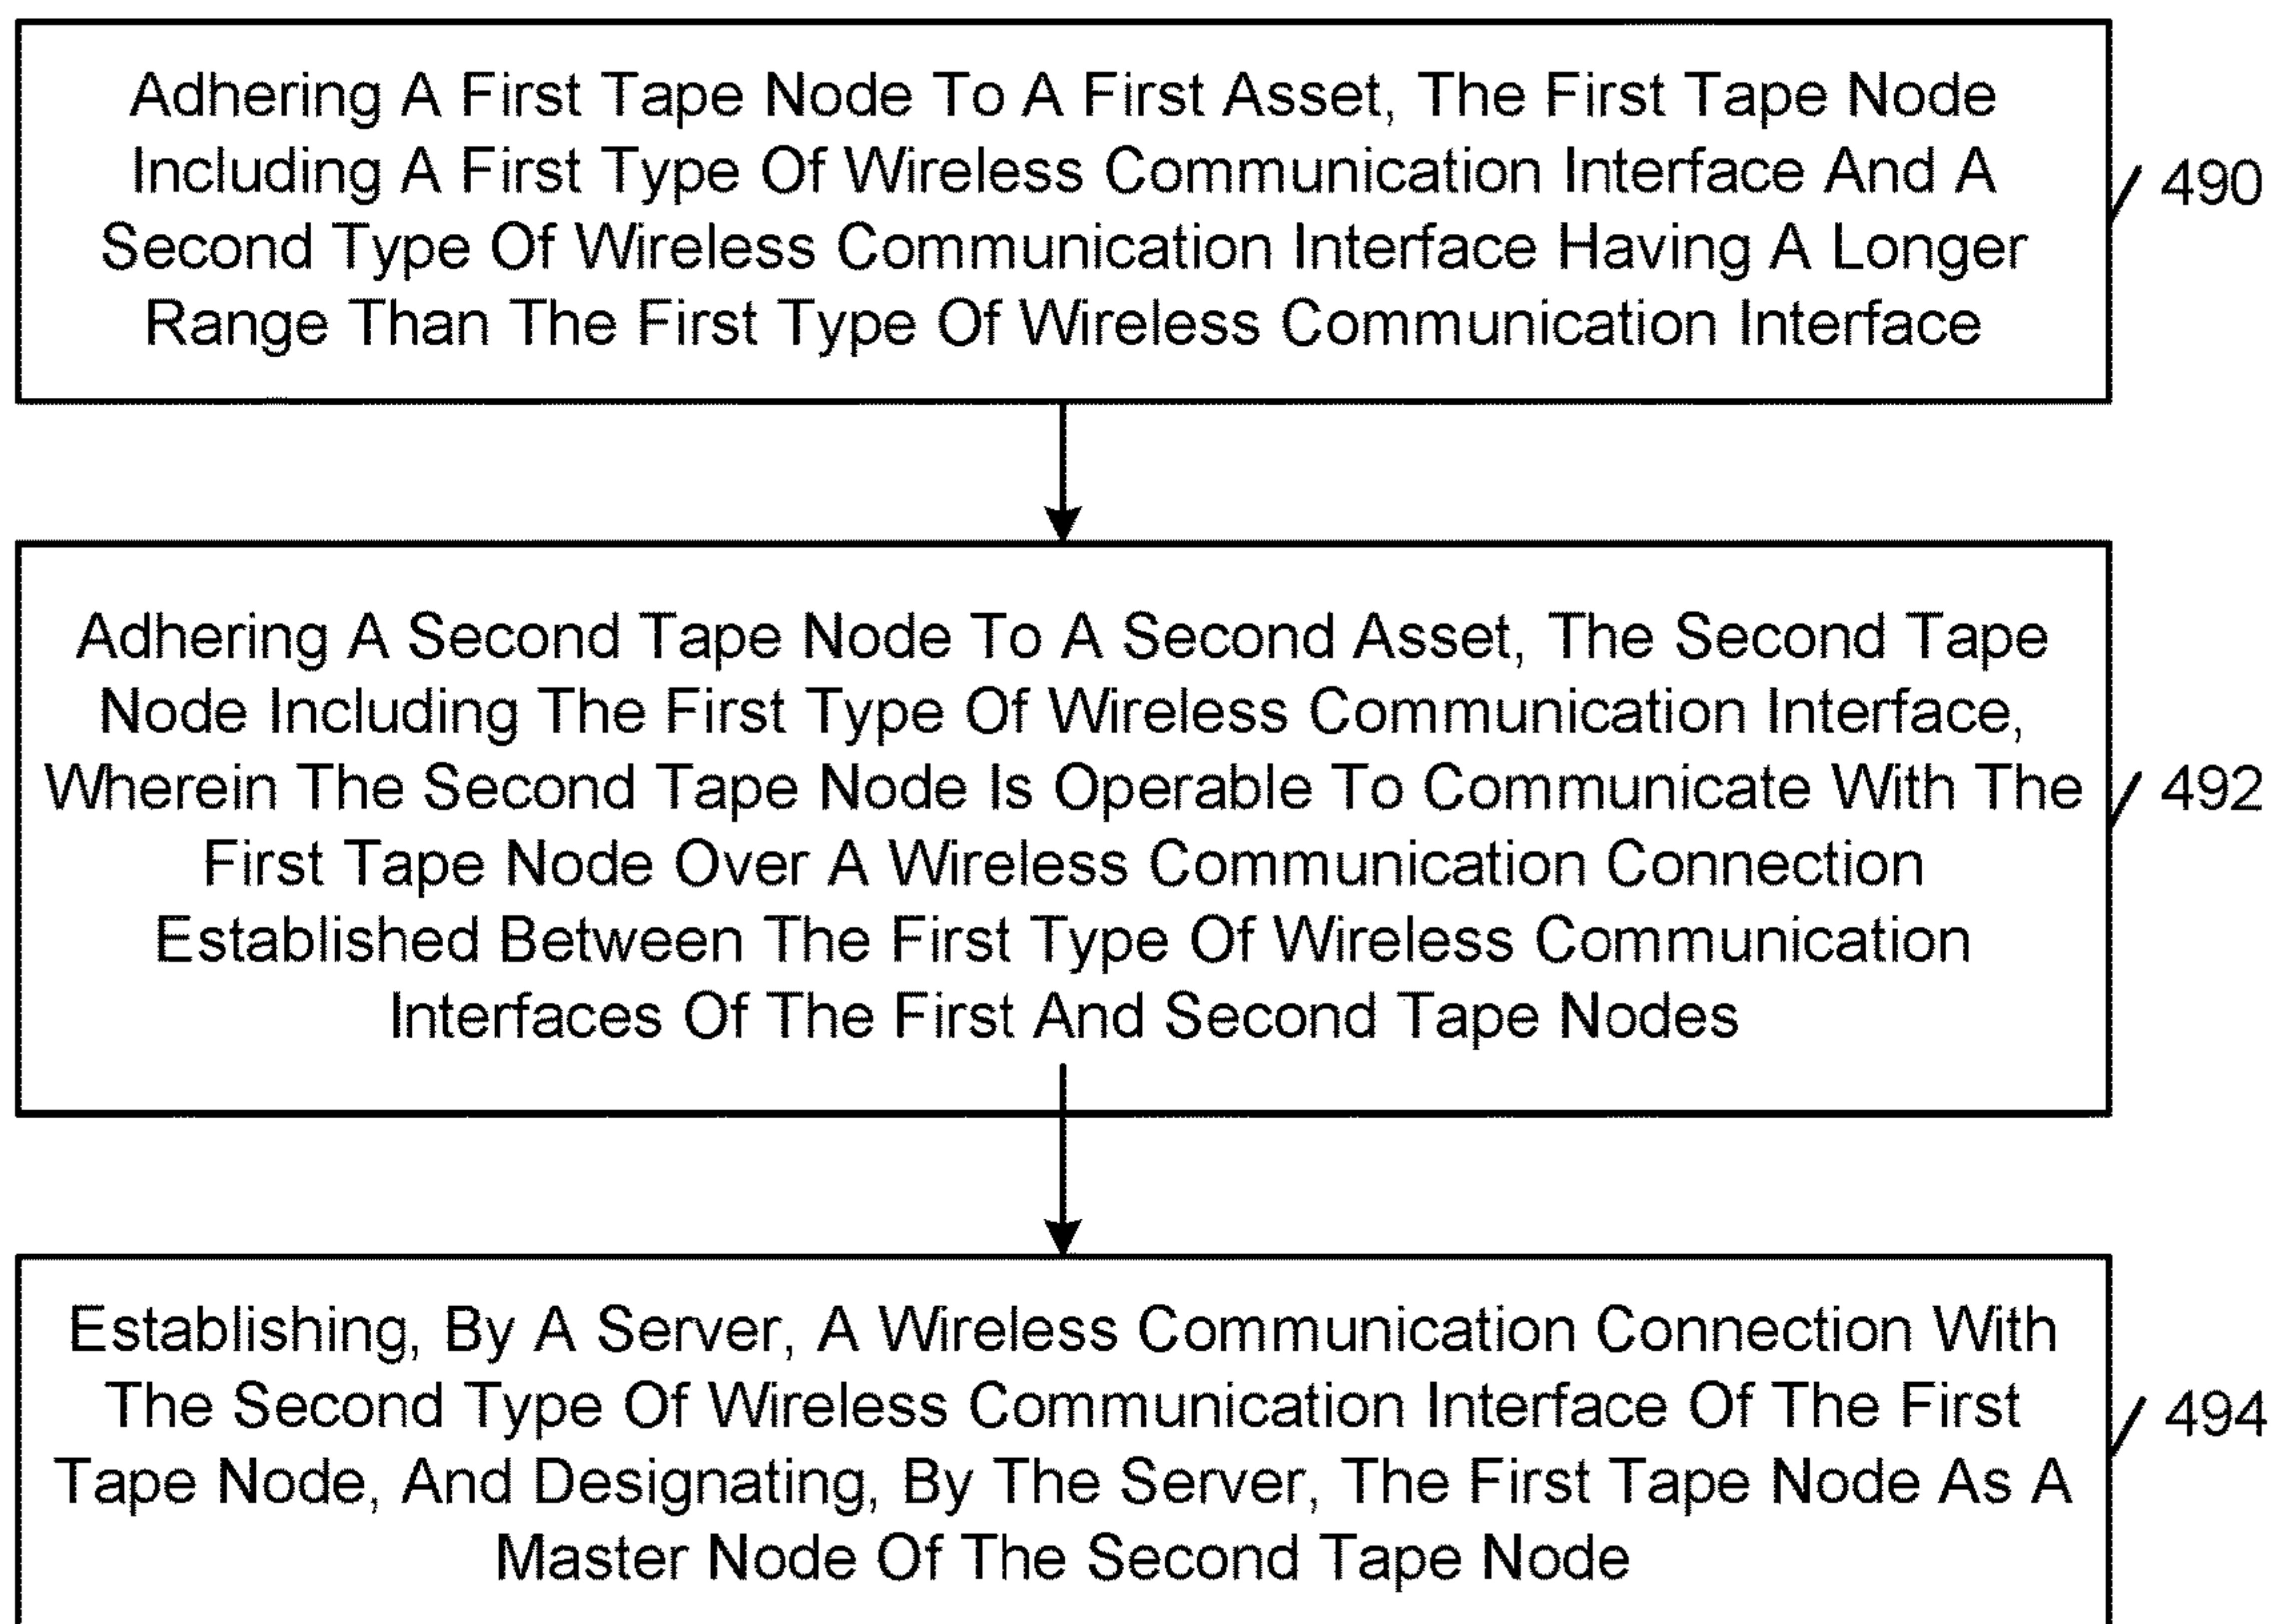 Adhering A First Tape Node To A First Asset, The First Tape Node
Including A First Type Of Wireless Communication Interface And A
Second Type Of Wireless Communication Interface Having A Longer
Range Than The First Type Of Wireless Communication Interface
490
Adhering A Second Tape Node To A Second Asset, The Second Tape
Node Including The First Type Of Wireless Communication Interface,
Wherein The Second Tape Node Is Operable To Communicate With The
First Tape Node Over A Wireless Communication Connection
Established Between The First Type Of Wireless Communication
Interfaces Of The First And Second Tape Nodes
492
Establishing, By A Server, A Wireless Communication Connection With
The Second Type Of Wireless Communication Interface Of The First
Tape Node, And Designating, By The Server, The First Tape Node As A
Master Node Of The Second Tape Node
494